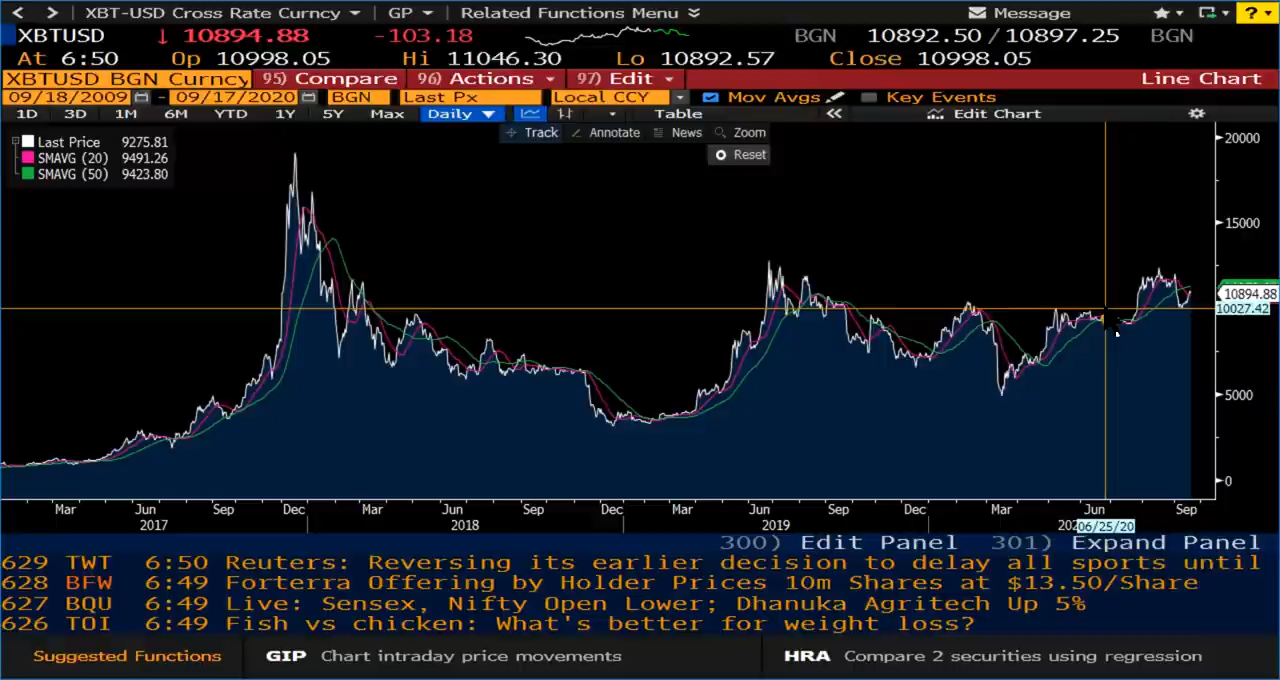 < > XBT-USD Cross Rate Curncy GP Related Functions Menu Message ?
XBTUSD ↓ 10894.88 -103.18 BGN 10892.50 / 10897.25 BGN
At 6:50 Op 10998.05 Hi 11046.30 Lo 10892.57 Close 10998.05
XBTUSD BGN Curncy 95) Compare 96) Actions 97) Edit Line Chart
09/18/2009 - 09/17/2020 BGN Last Px Local CCY Mov Avgs Key Events
1D 3D 1M 6M YTD 1Y 5Y Max Daily Table Edit Chart
Track Annotate News Zoom
Reset
Last Price 9275.81
SMAVG (20) 9491.26
SMAVG (50) 9423.80
20000
15000
10894.88
10027.42
5000
0
Mar Jun Sep Dec Mar Jun Sep Dec Mar Jun Sep Dec Mar Jun Sep
2017 2018 2019 06/25/20
300) Edit Panel 301) Expand Panel
629 TWT 6:50 Reuters: Reversing its earlier decision to delay all sports until
628 BFW 6:49 Forterra Offering by Holder Prices 10m Shares at $13.50/Share
627 BQU 6:49 Live: Sensex, Nifty Open Lower; Dhanuka Agritech Up 5%
626 TOI 6:49 Fish vs chicken: What's better for weight loss?
Suggested Functions GIP Chart intraday price movements HRA Compare 2 securities using regression